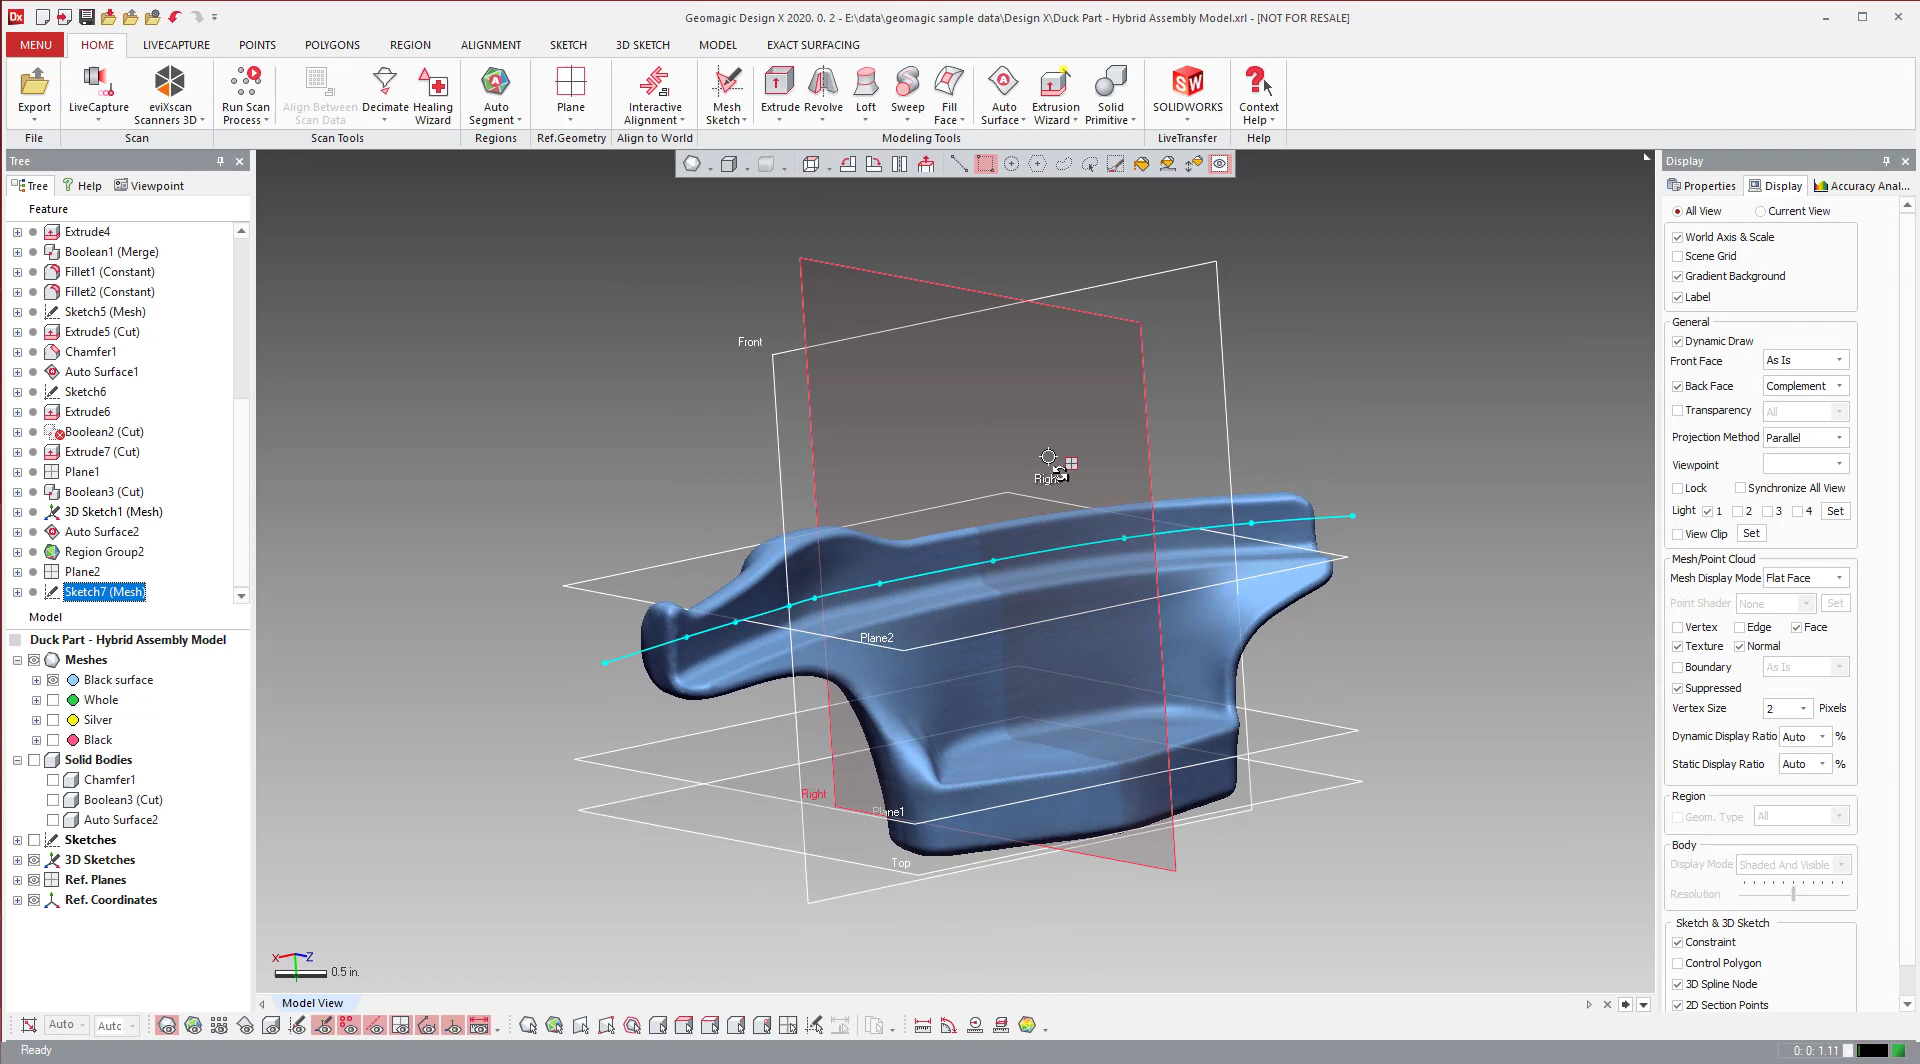 Dx
Geomagic Design X 2020. 0. 2 - E:\data\geomagic sample data\Design X\Duck Part - Hybrid Assembly Model.xrl - [NOT FOR RESALE]
MENU HOME LIVECAPTURE POINTS POLYGONS REGION ALIGNMENT SKETCH 3D SKETCH MODEL EXACT SURFACING
Export LiveCapture eviXscan Scanners 3D Run Scan Process Align Between Scan Data Decimate Healing Wizard Auto Segment Plane Interactive Alignment Mesh Sketch Extrude Revolve Loft Sweep Fill Face Auto Surface Extrusion Wizard Solid Primitive SOLIDWORKS Context Help
File Scan Scan Tools Regions Ref.Geometry Align to World Modeling Tools LiveTransfer Help
Tree
Tree Help Viewpoint
Feature
Extrude4
Boolean1 (Merge)
Fillet1 (Constant)
Fillet2 (Constant)
Sketch5 (Mesh)
Extrude5 (Cut)
Chamfer1
Auto Surface1
Sketch6
Extrude6
Boolean2 (Cut)
Extrude7 (Cut)
Plane1
Boolean3 (Cut)
3D Sketch1 (Mesh)
Auto Surface2
Region Group2
Plane2
Sketch7 (Mesh)
Model
Duck Part - Hybrid Assembly Model
Meshes
Black surface
Whole
Silver
Black
Solid Bodies
Chamfer1
Boolean3 (Cut)
Auto Surface2
Sketches
3D Sketches
Ref. Planes
Ref. Coordinates
Front
Plane2
Right
Plane1
Top
X Z
0.5 in.
Model View
Display
Properties Display Accuracy Anal...
All View Current View
World Axis & Scale
Scene Grid
Gradient Background
Label
General
Dynamic Draw
Front Face As Is
Back Face Complement
Transparency All
Projection Method Parallel
Viewpoint
Lock Synchronize All View
Light 1 2 3 4 Set
View Clip Set
Mesh/Point Cloud
Mesh Display Mode Flat Face
Point Shader None Set
Vertex Edge Face
Texture Normal
Boundary As Is
Suppressed
Vertex Size 2 Pixels
Dynamic Display Ratio Auto %
Static Display Ratio Auto %
Region
Geom. Type All
Body
Display Mode Shaded And Visible
Resolution
Sketch & 3D Sketch
Constraint
Control Polygon
3D Spline Node
2D Section Points
Auto Auto
Ready
0: 0: 1.11